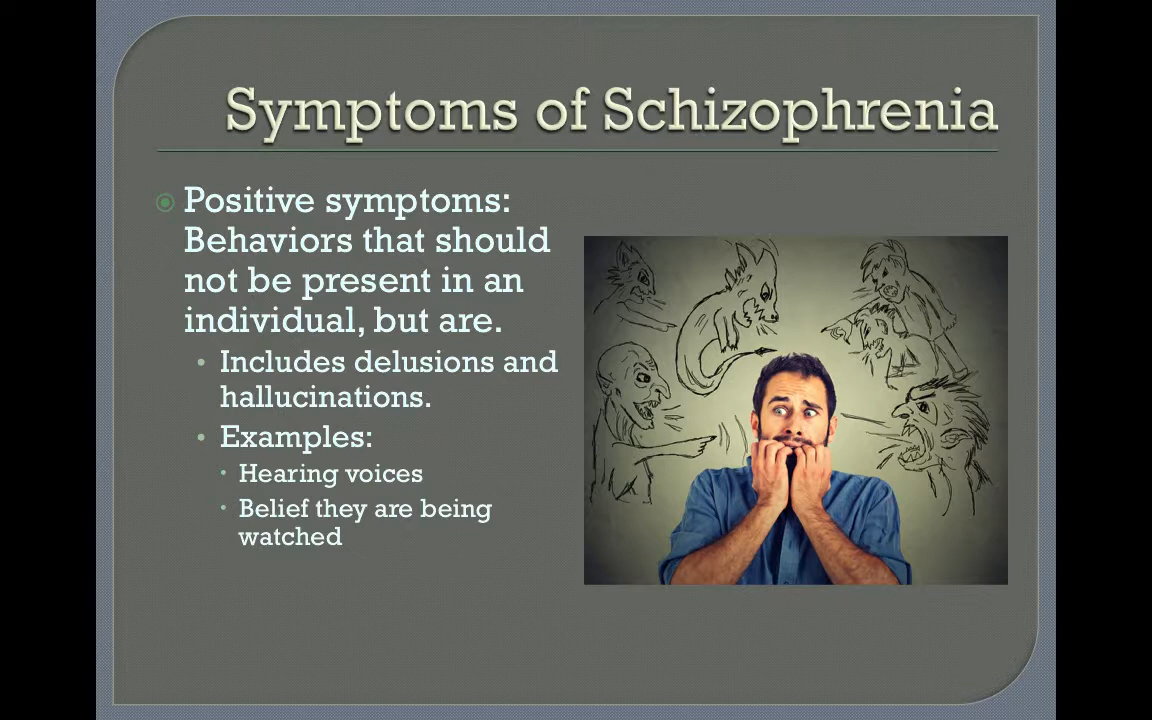 Symptoms of Schizophrenia
Positive symptoms:
Behaviors that should
not be present in an
individual, but are.
Includes delusions and
hallucinations.
Examples:
Hearing voices
Belief they are being
watched